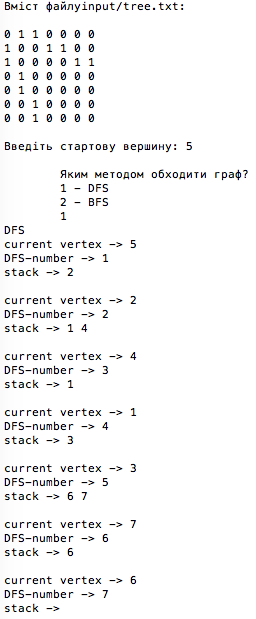 Вміст файлуinput/tree.txt:
0 1 1 0 0 0 0
1 0 0 1 1 0 0
1 0 0 0 0 1 1
0 1 0 0 0 0 0
0 1 0 0 0 0 0
0 0 1 0 0 0 0
0 0 1 0 0 0 0
Введіть стартову вершину: 5
Яким методом обходити граф?
1 - DFS
2 - BFS
1
DFS
current vertex -> 5
DFS-number -> 1
stack -> 2
current vertex -> 2
DFS-number -> 2
stack -> 1 4
current vertex -> 4
DFS-number -> 3
stack -> 1
current vertex -> 1
DFS-number -> 4
stack -> 3
current vertex -> 3
DFS-number -> 5
stack -> 6 7
current vertex -> 7
DFS-number -> 6
stack -> 6
current vertex -> 6
DFS-number -> 7
stack ->